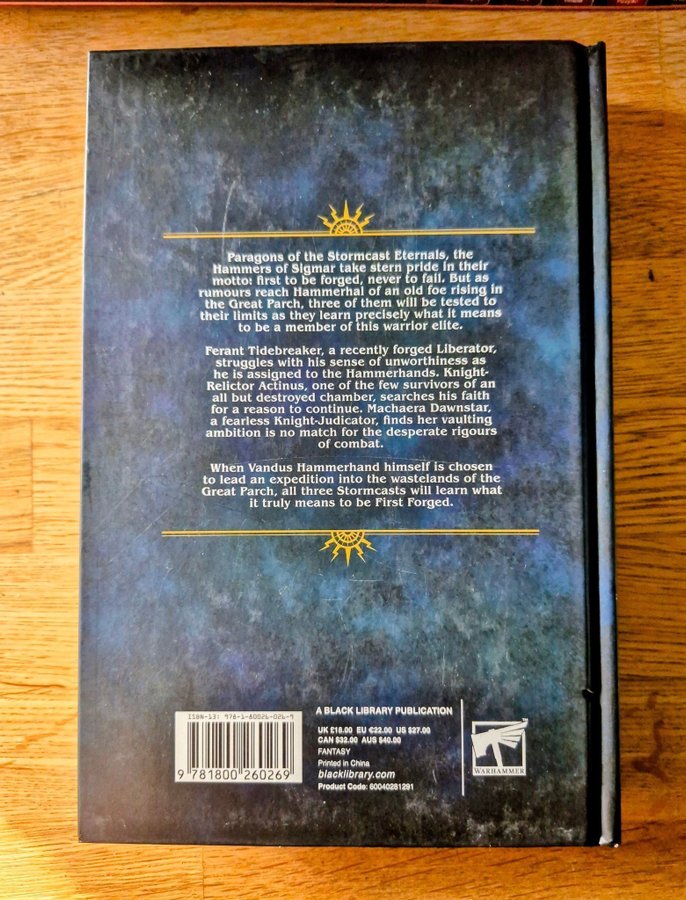 Paragons of the Stormcast Eternals, the
Hammers of Sigmar take stern pride in their
motto: first to be forged, never to fail. But as
rumours reach Hammerhal of an old foe rising in
the Great Parch, three of them will be tested to
their limits as they learn precisely what it means
to be a member of this warrior elite.
Ferant Tidebreaker, a recently forged Liberator,
struggles with his sense of unworthiness as
he is assigned to the Hammerhands. Knight-
Relictor Actinus, one of the few survivors of an
all but destroyed chamber, searches his faith
for a reason to continue. Machaera Dawnstar,
a fearless Knight-Judicator, finds her vaulting
ambition is no match for the desperate rigours
of combat.
When Vandus Hammerhand himself is chosen
to lead an expedition into the wastelands of the
Great Parch, all three Stormcasts will learn what
it truly means to be First Forged.
ISBN-13: 978-1-80026-026-9
9 781800 260269
A BLACK LIBRARY PUBLICATION
UK £18.00 EU €22.00 US $27.00
CAN $32.00 AUS $40.00
FANTASY
Printed in China
blacklibrary.com
Product Code: 60040281291
WARHAMMER